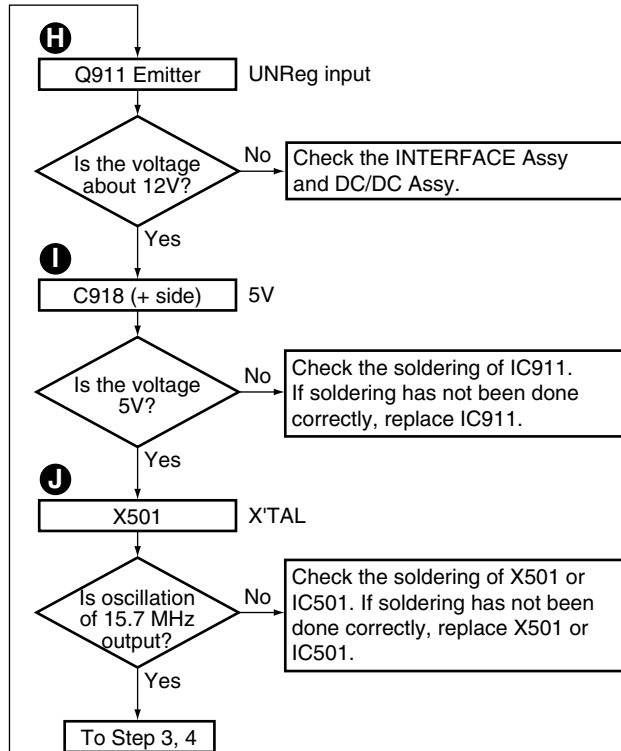 H
Q911 Emitter UNReg input
Is the voltage
about 12V?
No
Check the INTERFACE Assy
and DC/DC Assy.
Yes
I
C918 (+ side) 5V
Is the voltage
5V?
No
Check the soldering of IC911.
If soldering has not been done
correctly, replace IC911.
Yes
J
X501 X'TAL
Is oscillation
of 15.7 MHz
output?
No
Check the soldering of X501 or
IC501. If soldering has not been
done correctly, replace X501 or
IC501.
Yes
To Step 3, 4